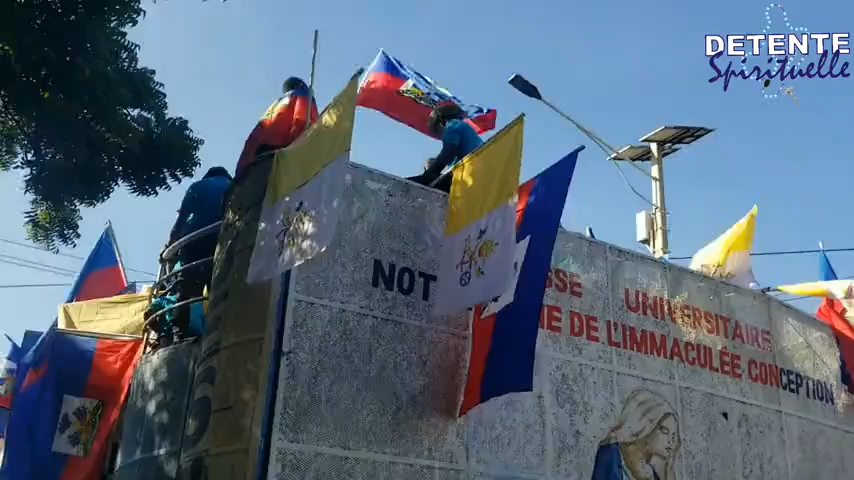 DETENTE
Spirituelle
NOT
SSE UNIVERSITAIRE
DE L'IMMACULÉE CONCEPTION